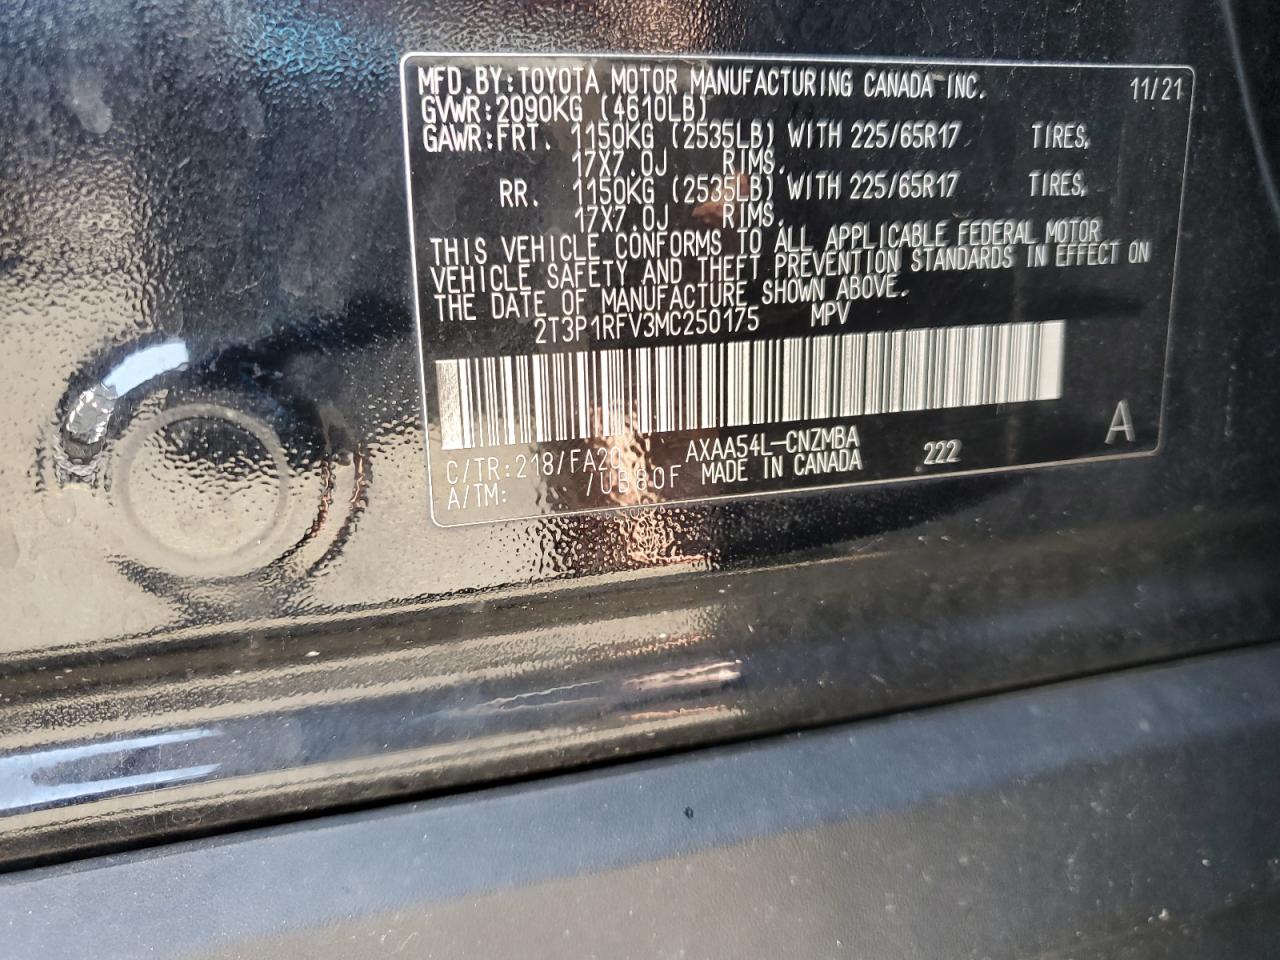 MFD.BY:TOYOTA MOTOR MANUFACTURING CANADA INC. 11/21
GVWR:2090KG (4610LB)
GAWR:FRT. 1150KG (2535LB) WITH 225/65R17 TIRES,
17X7.0J RIMS,
RR. 1150KG (2535LB) WITH 225/65R17 TIRES,
17X7.0J RIMS,
THIS VEHICLE CONFORMS TO ALL APPLICABLE FEDERAL MOTOR
VEHICLE SAFETY AND THEFT PREVENTION STANDARDS IN EFFECT ON
THE DATE OF MANUFACTURE SHOWN ABOVE.
2T3P1RFV3MC250175 MPV
C/TR:218/FA20 AXAA54L-CNZMBA 222 A
A/TM: /UB80F MADE IN CANADA